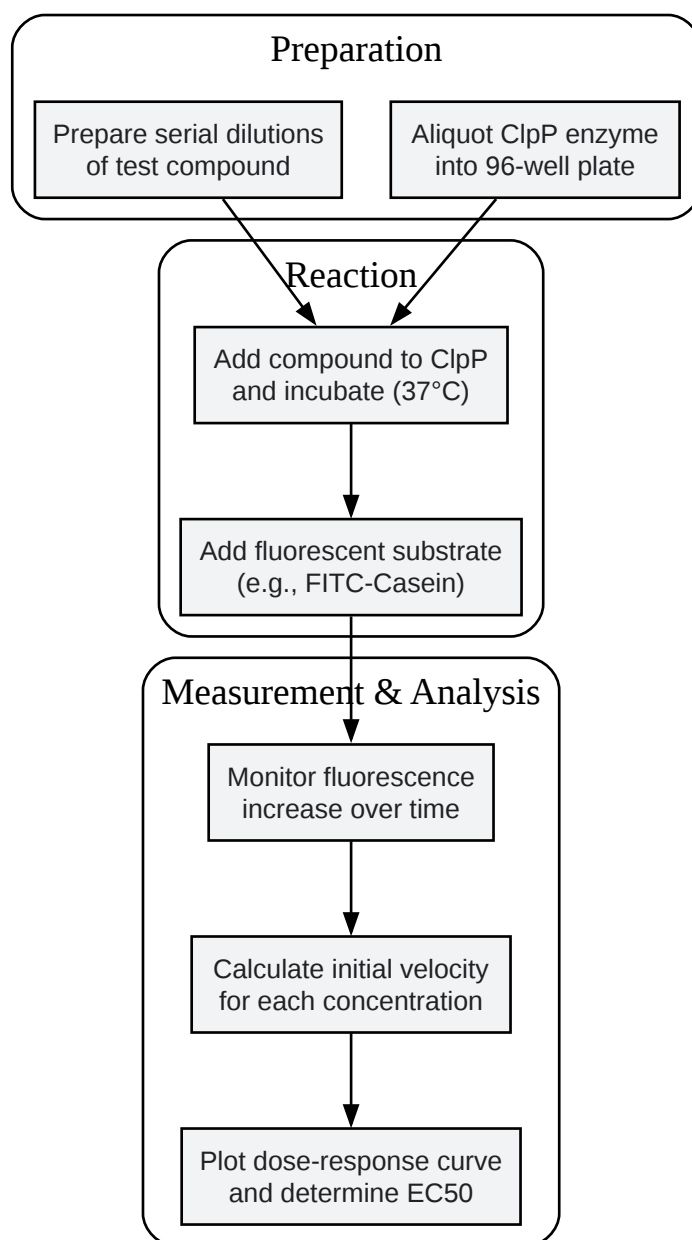 Preparation
Prepare serial dilutions
of test compound
Aliquot ClpP enzyme
into 96-well plate
Reaction
Add compound to ClpP
and incubate (37°C)
Add fluorescent substrate
(e.g., FITC-Casein)
Measurement & Analysis
Monitor fluorescence
increase over time
Calculate initial velocity
for each concentration
Plot dose-response curve
and determine EC50